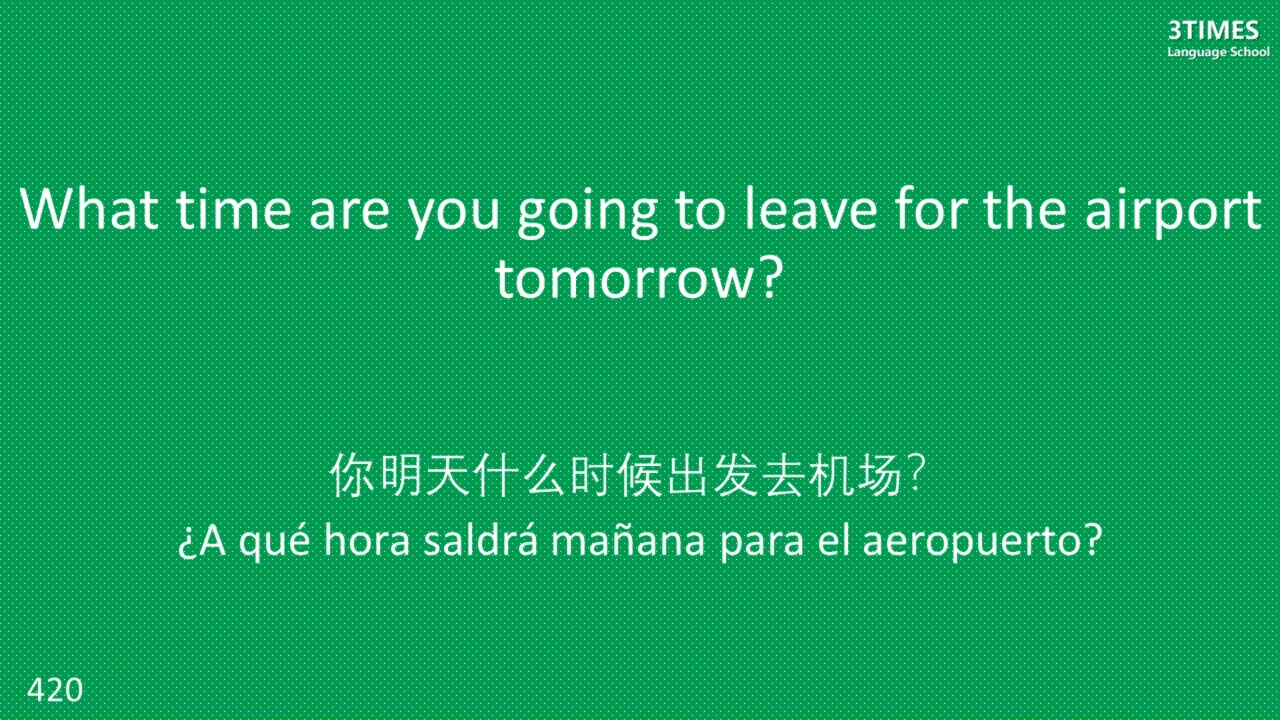 3TIMES
Language School
What time are you going to leave for the airport
tomorrow?
你明天什么时候出发去机场?
¿A qué hora saldrá mañana para el aeropuerto?
420